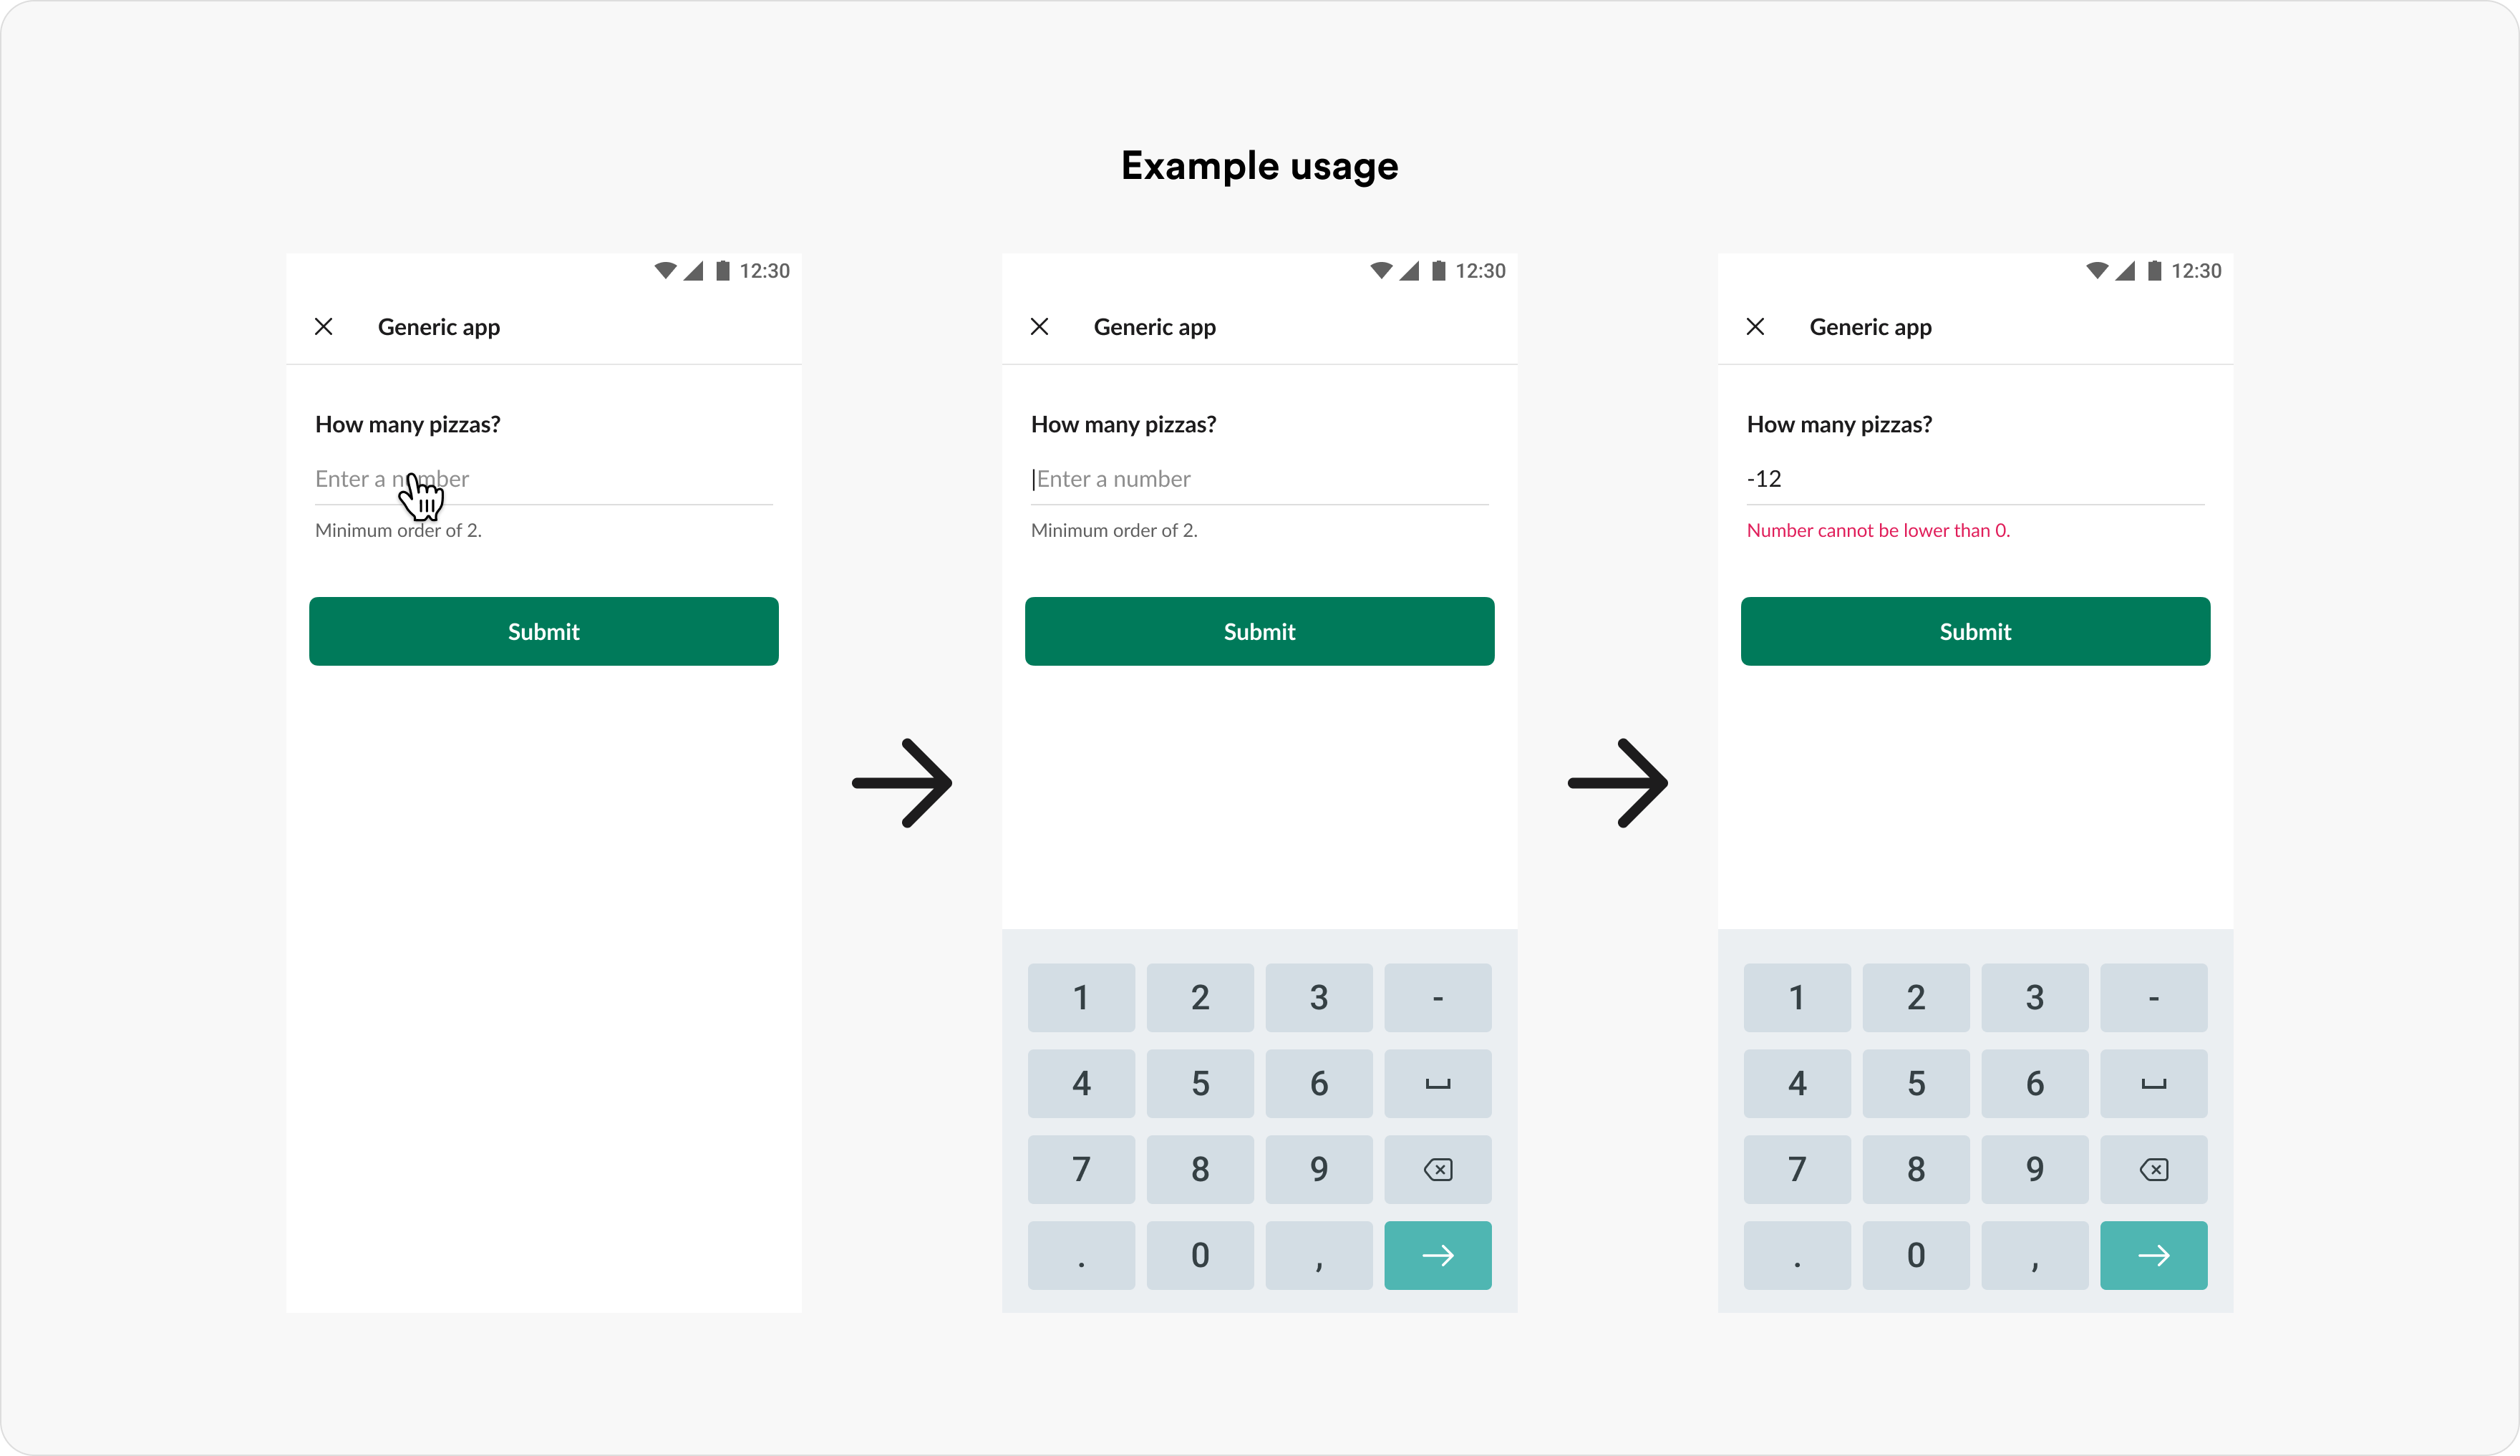 Example usage
12:30
Generic app
How many pizzas?
Enter a number
Minimum order of 2.
Submit
12:30
Generic app
How many pizzas?
Enter a number
Minimum order of 2.
Submit
1 2 3 -
4 5 6
7 8 9
. 0 ,
12:30
Generic app
How many pizzas?
-12
Number cannot be lower than 0.
Submit
1 2 3 -
4 5 6
7 8 9
. 0 ,